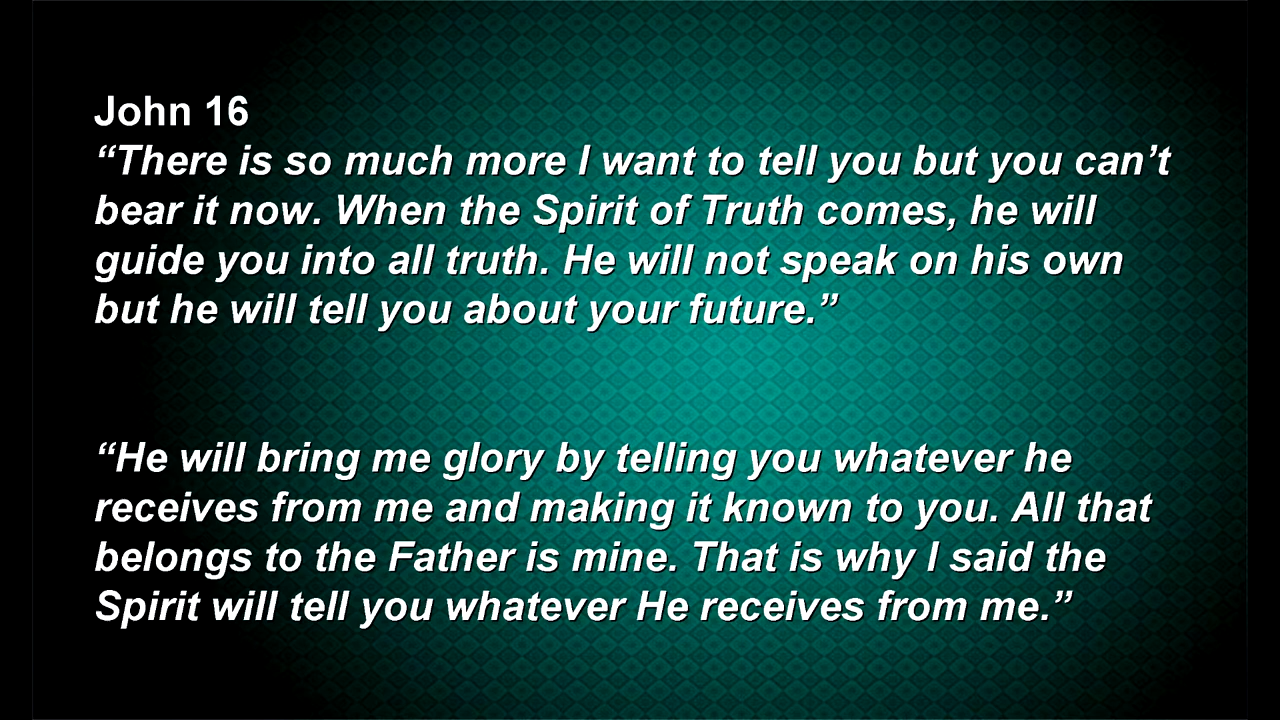 John 16
“There is so much more I want to tell you but you can’t
bear it now. When the Spirit of Truth comes, he will
guide you into all truth. He will not speak on his own
but he will tell you about your future.”
“He will bring me glory by telling you whatever he
receives from me and making it known to you. All that
belongs to the Father is mine. That is why I said the
Spirit will tell you whatever He receives from me.”